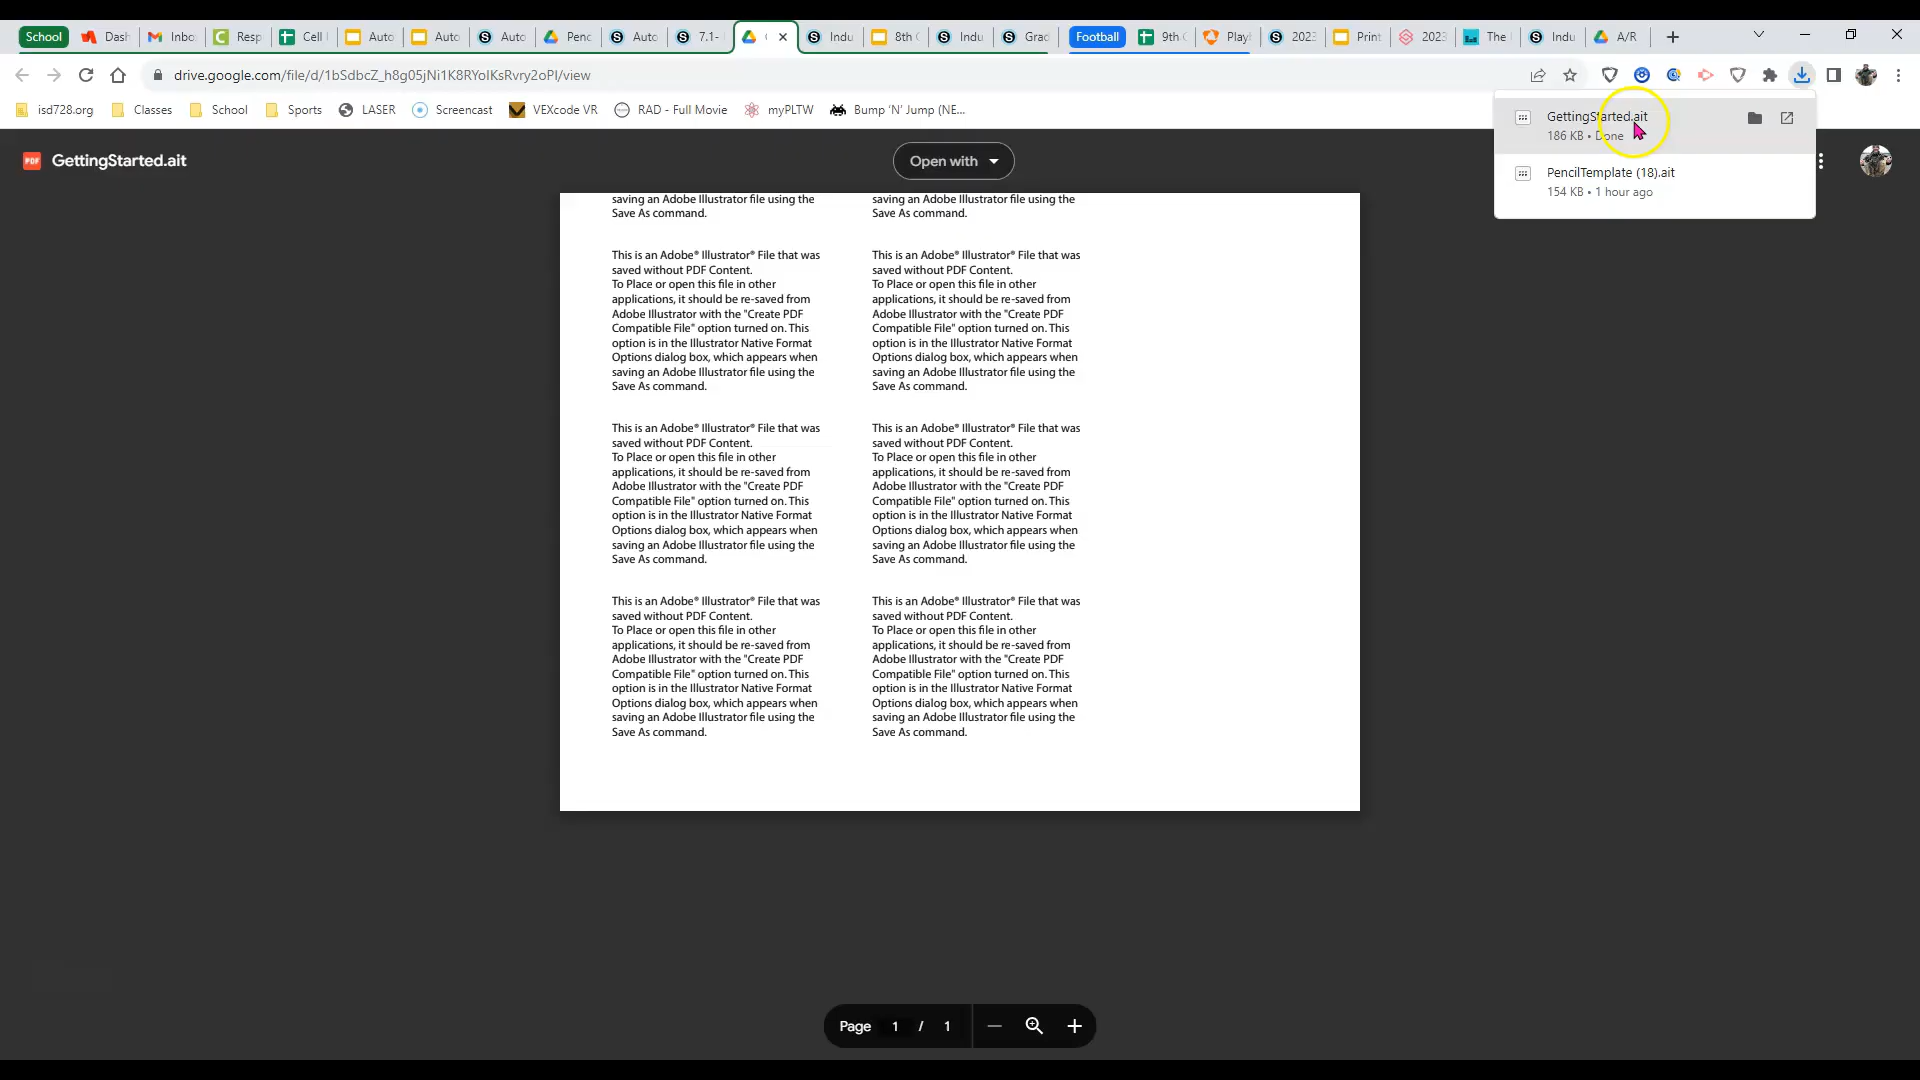 School Dash Inbo Resp Cell Auto Auto Auto Penc Auto 7.1- Indu 8th Indu Grad Football 9th Play 2023 Print 2023 The Indu A/R
drive.google.com/file/d/1bSdbcZ_h8g05jNi1K8RYoIKsRvry2oPI/view
isd728.org Classes School Sports LASER Screencast VEXcode VR RAD - Full Movie myPLTW Bump 'N' Jump (NE...
GettingStarted.ait
186 KB • Done
PencilTemplate (18).ait
154 KB • 1 hour ago
PDF GettingStarted.ait
Open with
saving an Adobe Illustrator file using the
Save As command.
saving an Adobe Illustrator file using the
Save As command.
This is an Adobe® Illustrator® File that was
saved without PDF Content.
To Place or open this file in other
applications, it should be re-saved from
Adobe Illustrator with the "Create PDF
Compatible File" option turned on. This
option is in the Illustrator Native Format
Options dialog box, which appears when
saving an Adobe Illustrator file using the
Save As command.
This is an Adobe® Illustrator® File that was
saved without PDF Content.
To Place or open this file in other
applications, it should be re-saved from
Adobe Illustrator with the "Create PDF
Compatible File" option turned on. This
option is in the Illustrator Native Format
Options dialog box, which appears when
saving an Adobe Illustrator file using the
Save As command.
This is an Adobe® Illustrator® File that was
saved without PDF Content.
To Place or open this file in other
applications, it should be re-saved from
Adobe Illustrator with the "Create PDF
Compatible File" option turned on. This
option is in the Illustrator Native Format
Options dialog box, which appears when
saving an Adobe Illustrator file using the
Save As command.
This is an Adobe® Illustrator® File that was
saved without PDF Content.
To Place or open this file in other
applications, it should be re-saved from
Adobe Illustrator with the "Create PDF
Compatible File" option turned on. This
option is in the Illustrator Native Format
Options dialog box, which appears when
saving an Adobe Illustrator file using the
Save As command.
This is an Adobe® Illustrator® File that was
saved without PDF Content.
To Place or open this file in other
applications, it should be re-saved from
Adobe Illustrator with the "Create PDF
Compatible File" option turned on. This
option is in the Illustrator Native Format
Options dialog box, which appears when
saving an Adobe Illustrator file using the
Save As command.
This is an Adobe® Illustrator® File that was
saved without PDF Content.
To Place or open this file in other
applications, it should be re-saved from
Adobe Illustrator with the "Create PDF
Compatible File" option turned on. This
option is in the Illustrator Native Format
Options dialog box, which appears when
saving an Adobe Illustrator file using the
Save As command.
Page 1 / 1